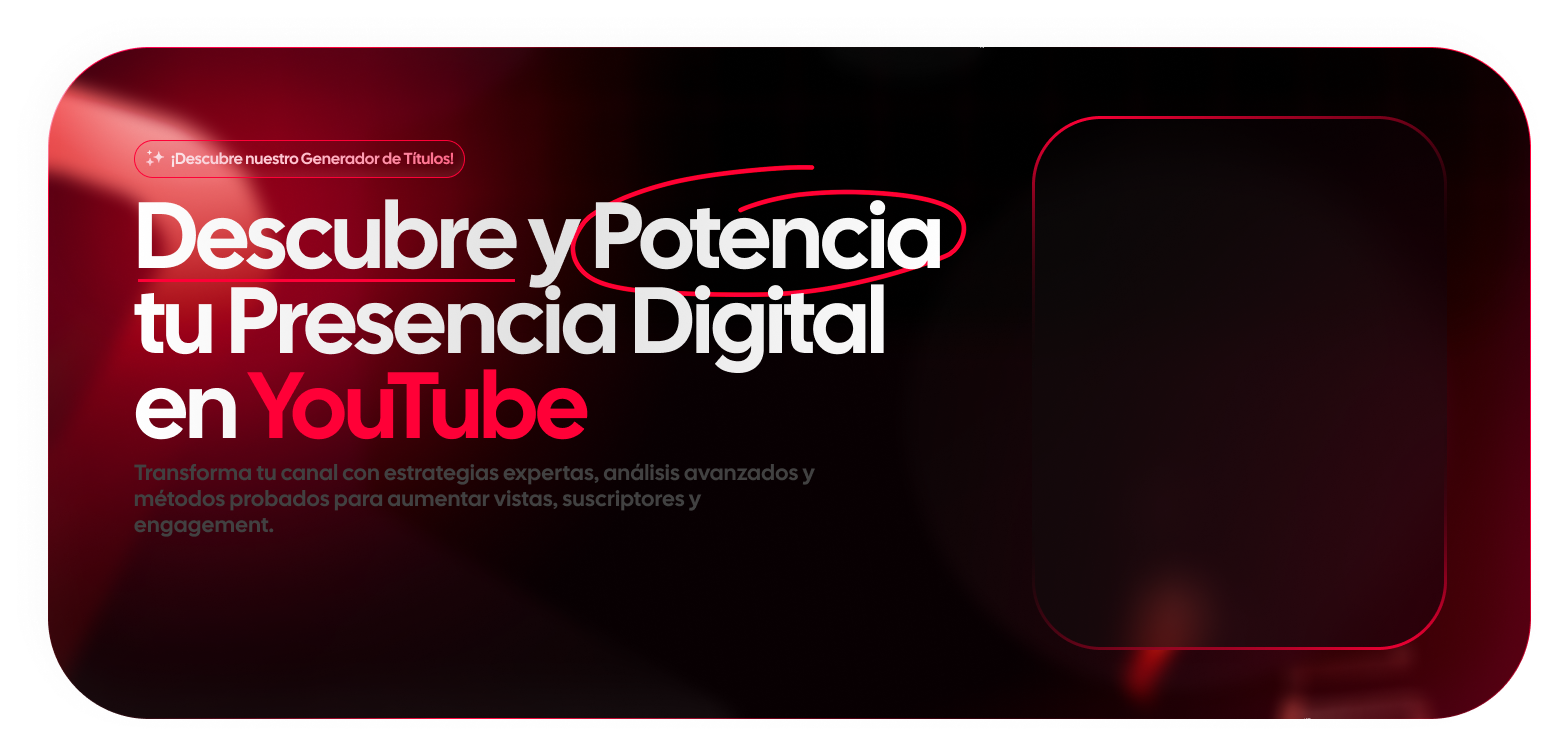 ¡Descubre nuestro Generador de Títulos!
Descubre y Potencia
tu Presencia Digital
en YouTube
Transforma tu canal con estrategias expertas, análisis avanzados y
métodos probados para aumentar vistas, suscriptores y
engagement.